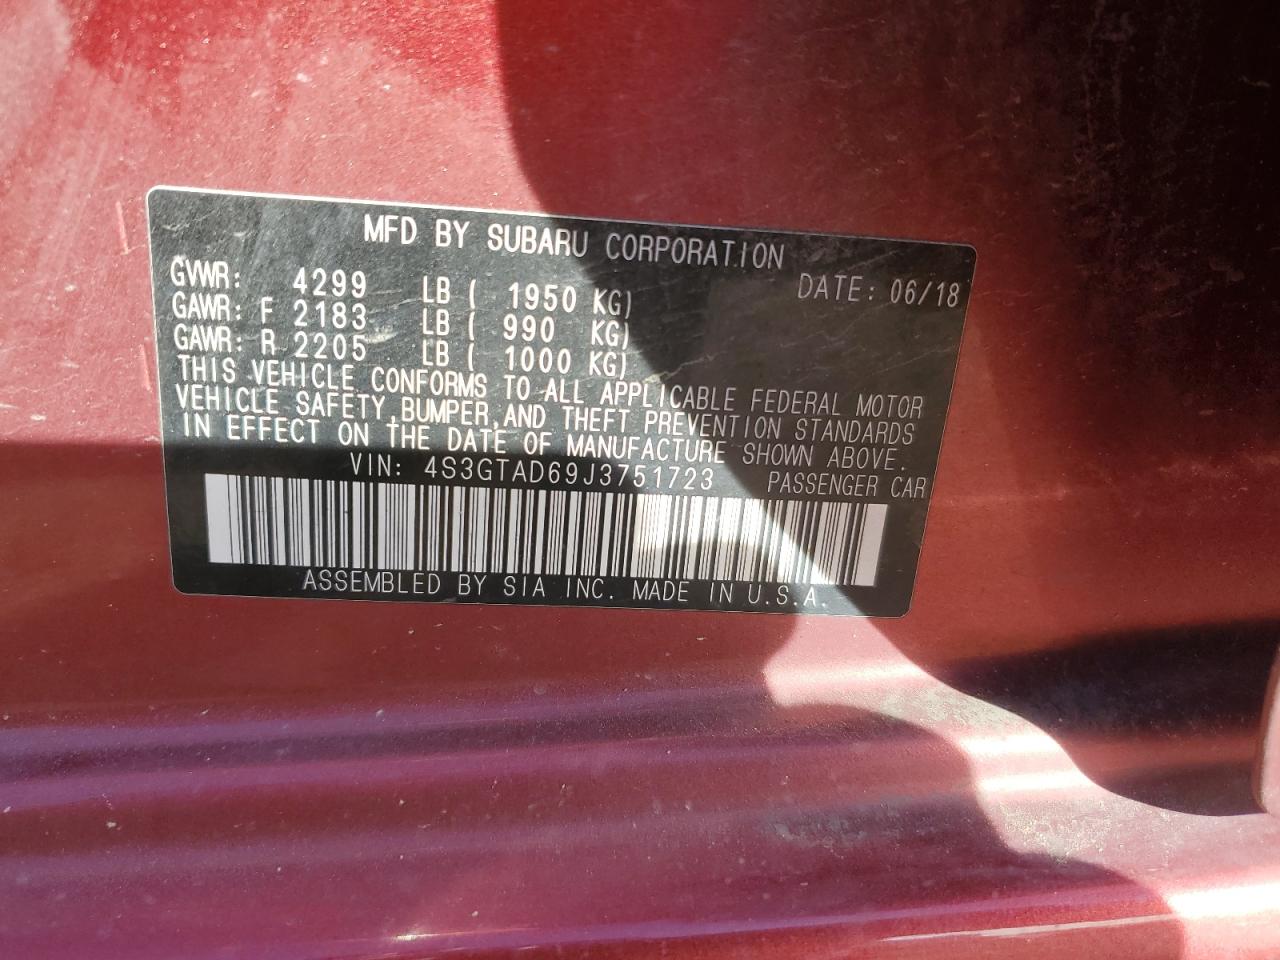 MFD BY SUBARU CORPORATION
GVWR: 4299 LB ( 1950 KG) DATE: 06/18
GAWR: F 2183 LB ( 990 KG)
GAWR: R 2205 LB ( 1000 KG)
THIS VEHICLE CONFORMS TO ALL APPLICABLE FEDERAL MOTOR
VEHICLE SAFETY,BUMPER,AND THEFT PREVENTION STANDARDS
IN EFFECT ON THE DATE OF MANUFACTURE SHOWN ABOVE.
VIN: 4S3GTAD69J3751723 PASSENGER CAR
ASSEMBLED BY SIA INC. MADE IN U.S.A.